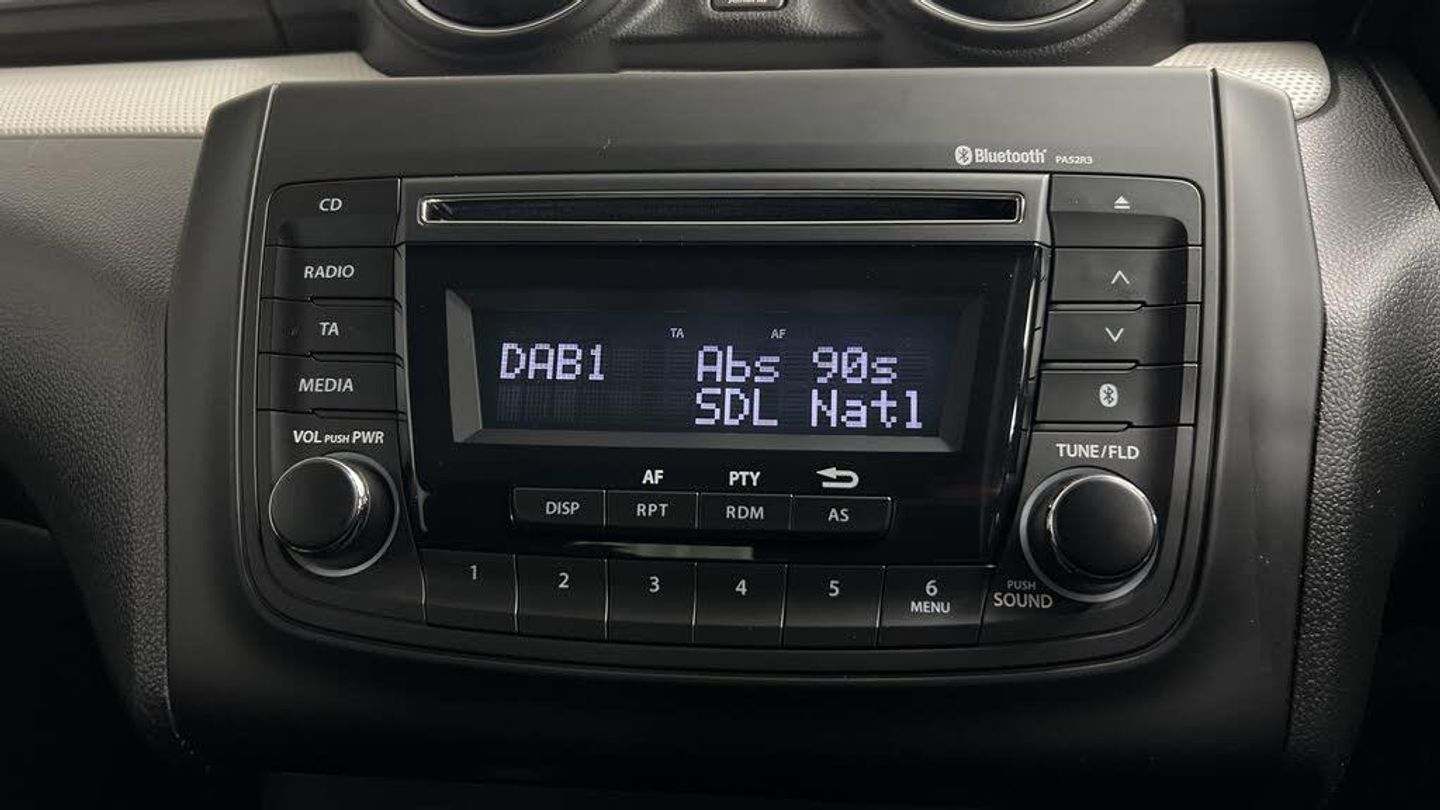 Bluetooth PA52R3
CD
RADIO
TA
MEDIA
VOL PUSH PWR
TA AF
DAB1 Abs 90s
SDL Natl
AF PTY
DISP RPT RDM AS
1 2 3 4 5 6
MENU
TUNE/FLD
PUSH
SOUND